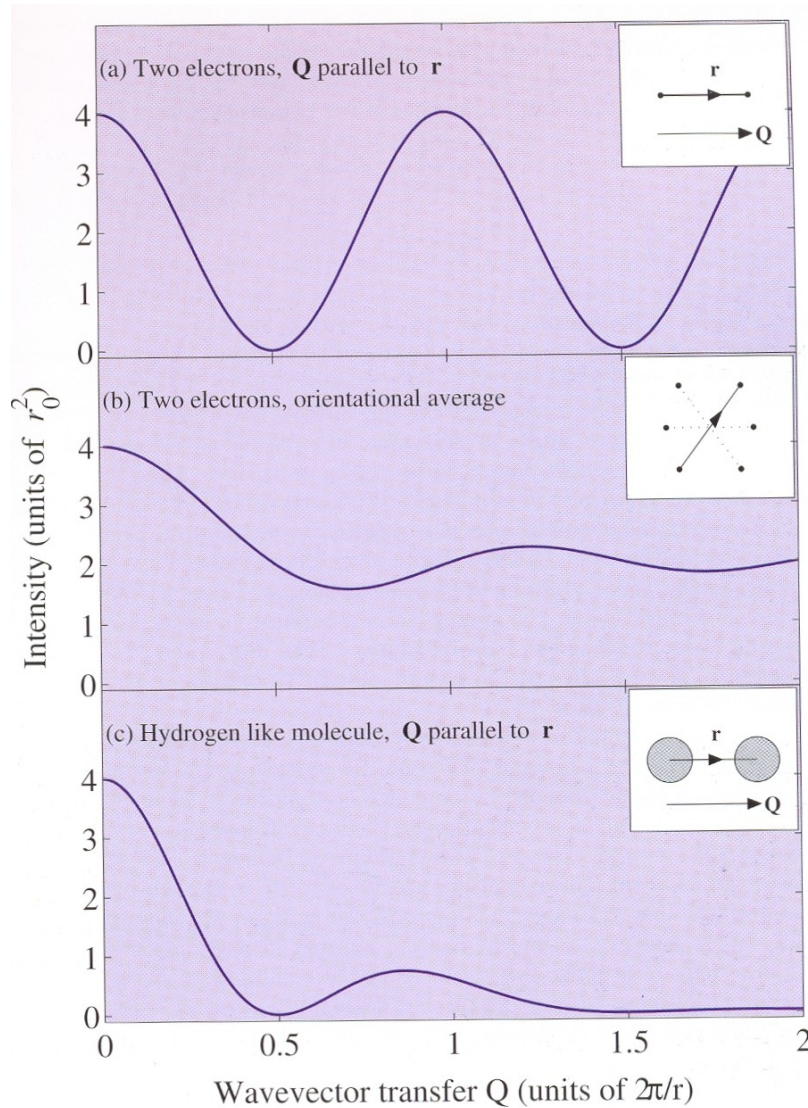 (a) Two electrons, Q parallel to r
r
Q
4
3
2
1
0
(b) Two electrons, orientational average
4
3
2
1
0
(c) Hydrogen like molecule, Q parallel to r
r
Q
4
3
2
1
0
0
0.5
1
1.5
2
Intensity (units of r₀²)
Wavevector transfer Q (units of 2π/r)